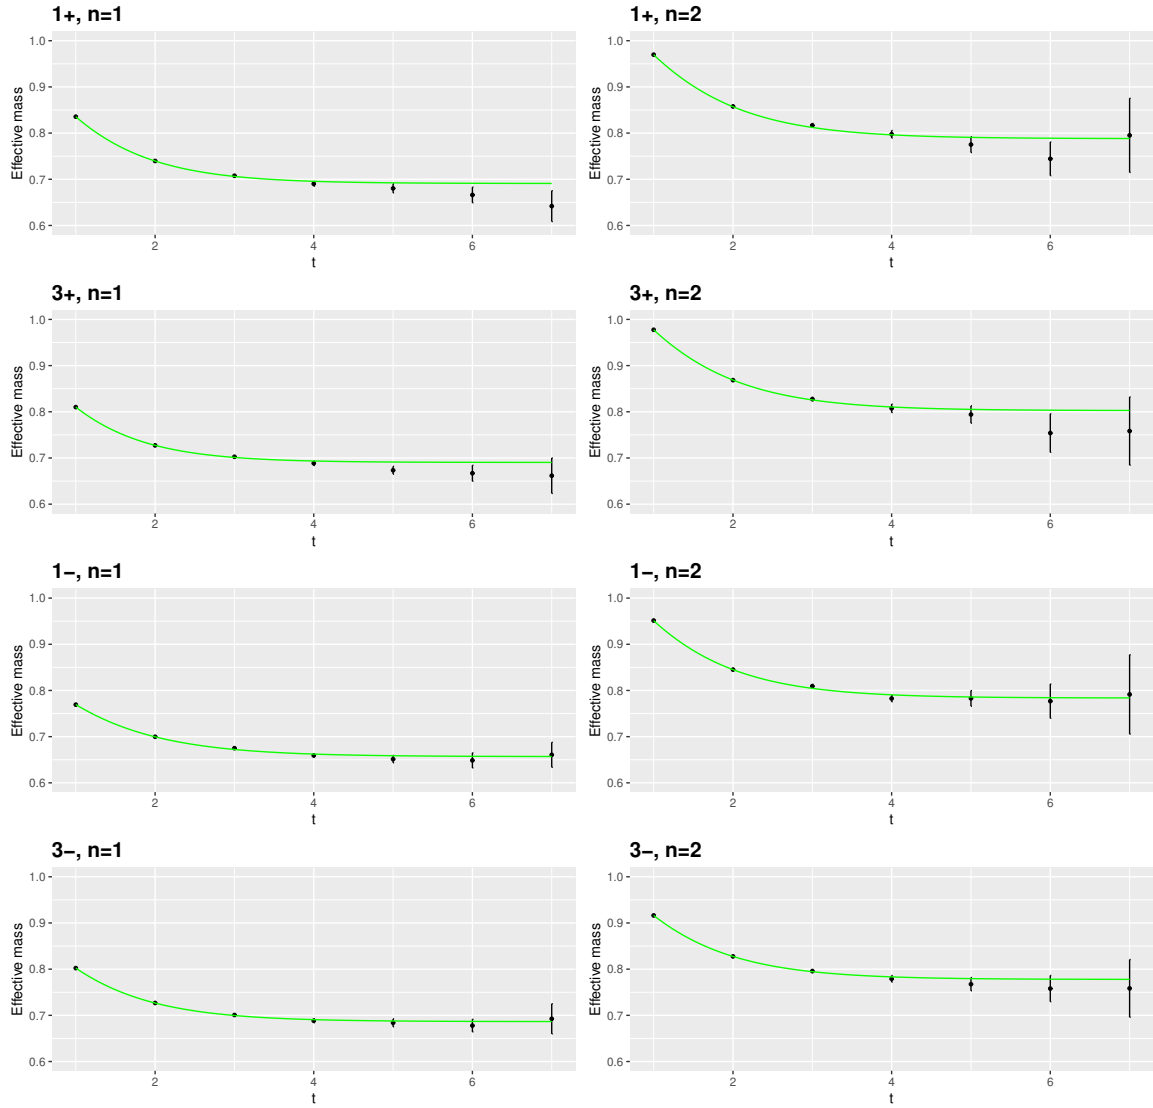 1+, n=1
1+, n=2
1.0
0.9
0.8
0.7
0.6
Effective mass
2
4
6
t
1.0
0.9
0.8
0.7
0.6
Effective mass
2
4
6
t
3+, n=1
3+, n=2
1.0
0.9
0.8
0.7
0.6
Effective mass
2
4
6
t
1.0
0.9
0.8
0.7
0.6
Effective mass
2
4
6
t
1−, n=1
1−, n=2
1.0
0.9
0.8
0.7
0.6
Effective mass
2
4
6
t
1.0
0.9
0.8
0.7
0.6
Effective mass
2
4
6
t
3−, n=1
3−, n=2
1.0
0.9
0.8
0.7
0.6
Effective mass
2
4
6
t
1.0
0.9
0.8
0.7
0.6
Effective mass
2
4
6
t